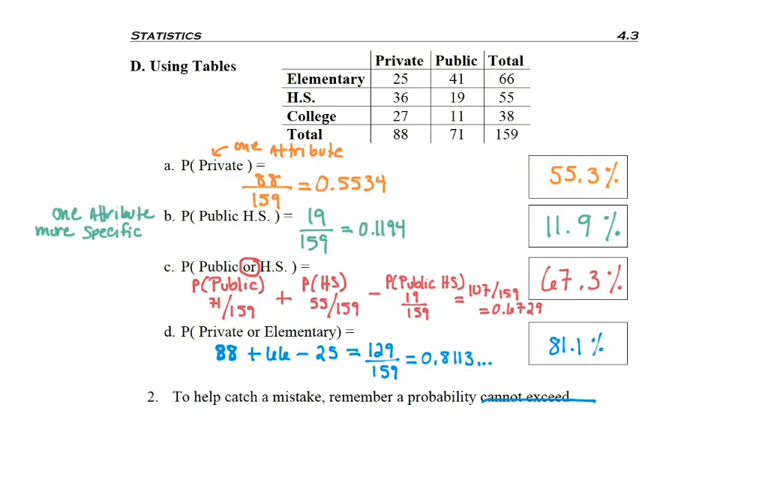 STATISTICS 4.3
D. Using Tables
Private Public Total
Elementary 25 41 66
H.S. 36 19 55
College 27 11 38
Total 88 71 159
one Attribute
a. P( Private ) =
88/159 = 0.5534
55.3%
one Attribute
more specific
b. P( Public H.S. ) = 19/159 = 0.1194
11.9%
c. P( Public or H.S. ) =
P(Public) + P(HS) - P(Public HS)
71/159 55/159 19/159 = 107/159
= 0.6729
67.3%
d. P( Private or Elementary) =
88 + 66 - 25 = 129/159 = 0.8113...
81.1%
2. To help catch a mistake, remember a probability cannot exceed